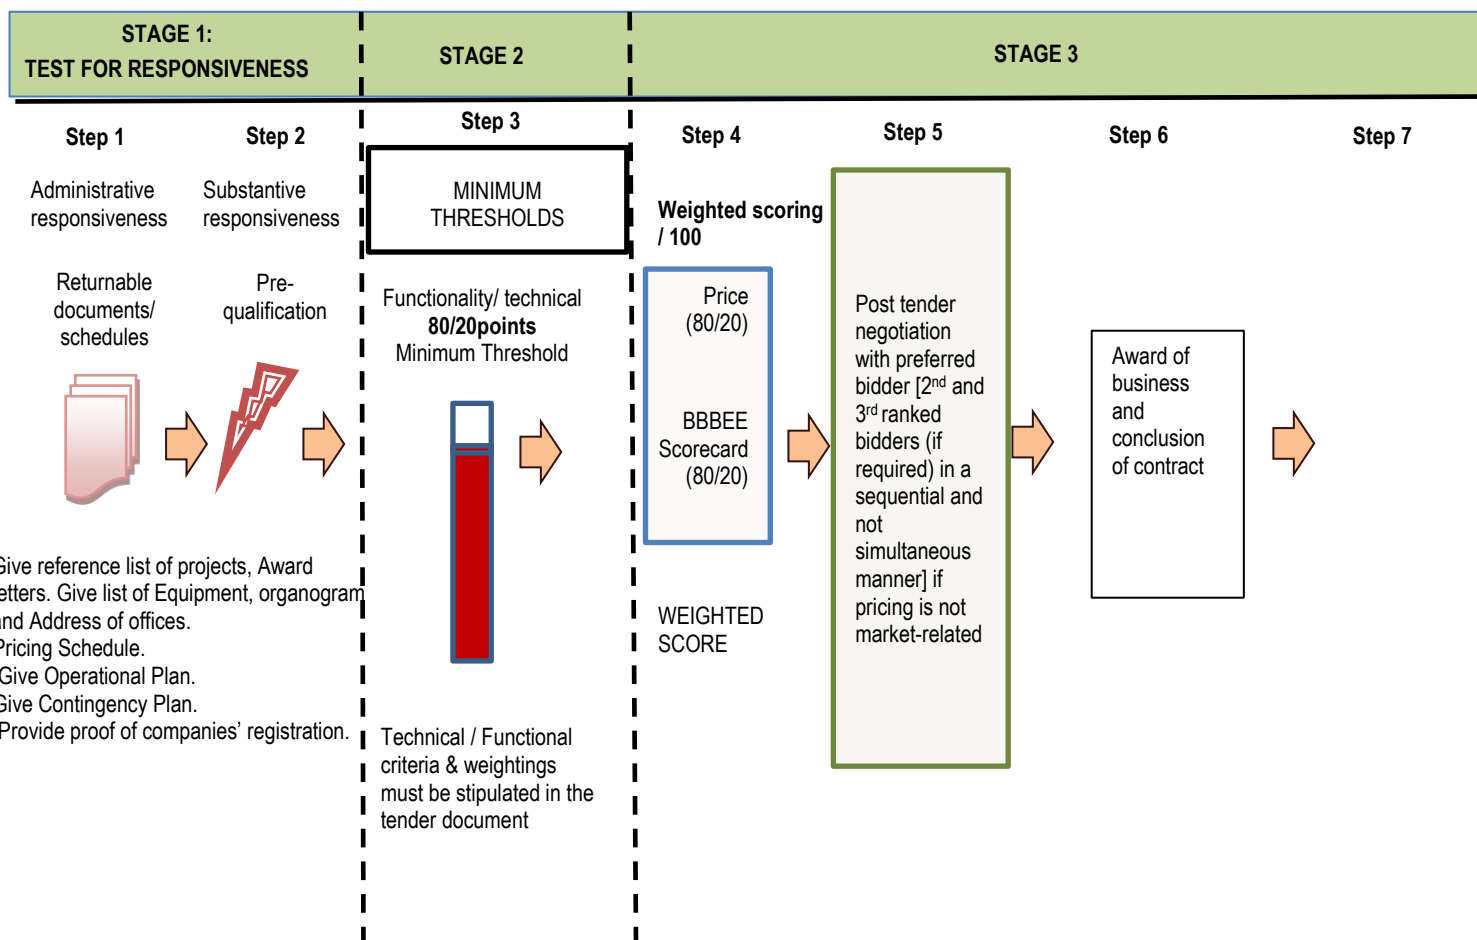 STAGE 1:
TEST FOR RESPONSIVENESS
STAGE 2
STAGE 3
Step 1
Step 2
Step 3
Step 4
Step 5
Step 6
Step 7
Administrative
responsiveness
Returnable
documents/
schedules
Substantive
responsiveness
Pre-
qualification
Give reference list of projects, Award
etters. Give list of Equipment, organogram
and Address of offices.
Pricing Schedule.
Give Operational Plan.
Give Contingency Plan.
Provide proof of companies’ registration.
MINIMUM
THRESHOLDS
Functionality/ technical
80/20points
Minimum Threshold
Technical / Functional
criteria & weightings
must be stipulated in the
tender document
Weighted scoring
/ 100
Price
(80/20)
BBBEE
Scorecard
(80/20)
WEIGHTED
SCORE
Post tender
negotiation
with preferred
bidder [2nd and
3rd ranked
bidders (if
required) in a
sequential and
not
simultaneous
manner] if
pricing is not
market-related
Award of
business
and
conclusion
of contract